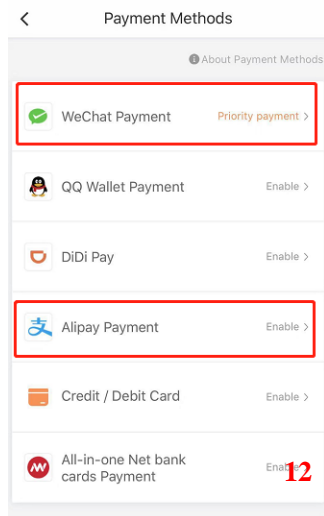 Payment Methods
About Payment Methods
WeChat Payment Priority payment >
QQ Wallet Payment Enable >
DiDi Pay Enable >
支 Alipay Payment Enable >
Credit / Debit Card Enable >
All-in-one Net bank
cards Payment
12